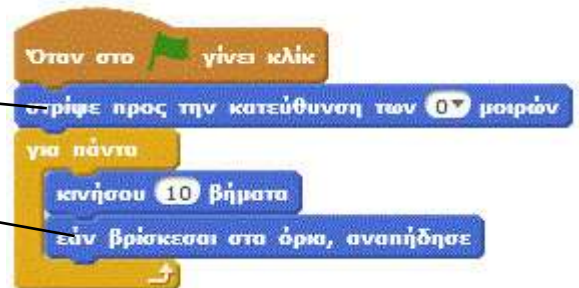 Όταν στο γίνει κλικ
στρίψε προς την κατεύθυνση των 0 μοιρών
για πάντα
κινήσου 10 βήματα
εάν βρίσκεσαι στα όρια, αναπήδησε